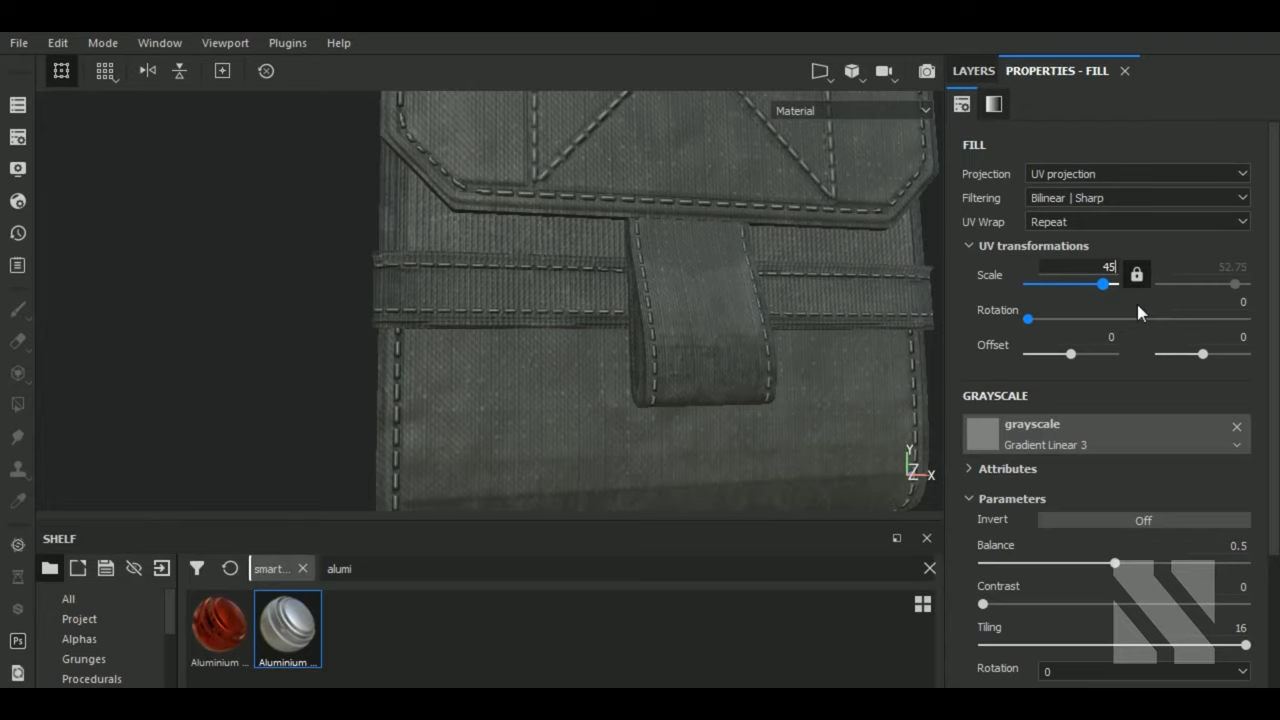 File Edit Mode Window Viewport Plugins Help
LAYERS PROPERTIES - FILL
Material
FILL
Projection UV projection
Filtering Bilinear | Sharp
UV Wrap Repeat
UV transformations
Scale 45 52.75
Rotation 0
Offset 0 0
GRAYSCALE
grayscale
Gradient Linear 3
Attributes
Parameters
Invert Off
Balance 0.5
Contrast 0
Tiling 16
Rotation 0
Y
Z X
SHELF
smart... alumi
All
Project
Alphas
Grunges
Procedurals
Aluminium ... Aluminium ...
Ps